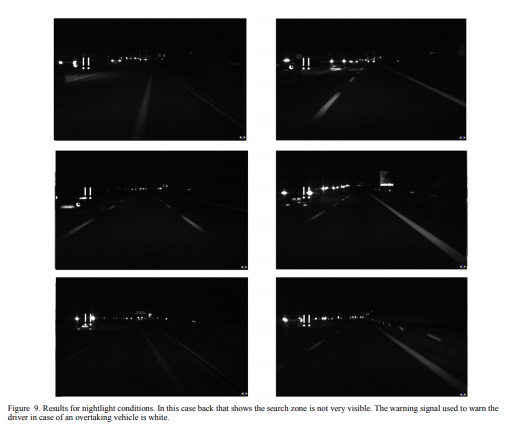 Figure 9. Results for nightlight conditions. In this case back that shows the search zone is not very visible. The warning signal used to warn the
driver in case of an overtaking vehicle is white.